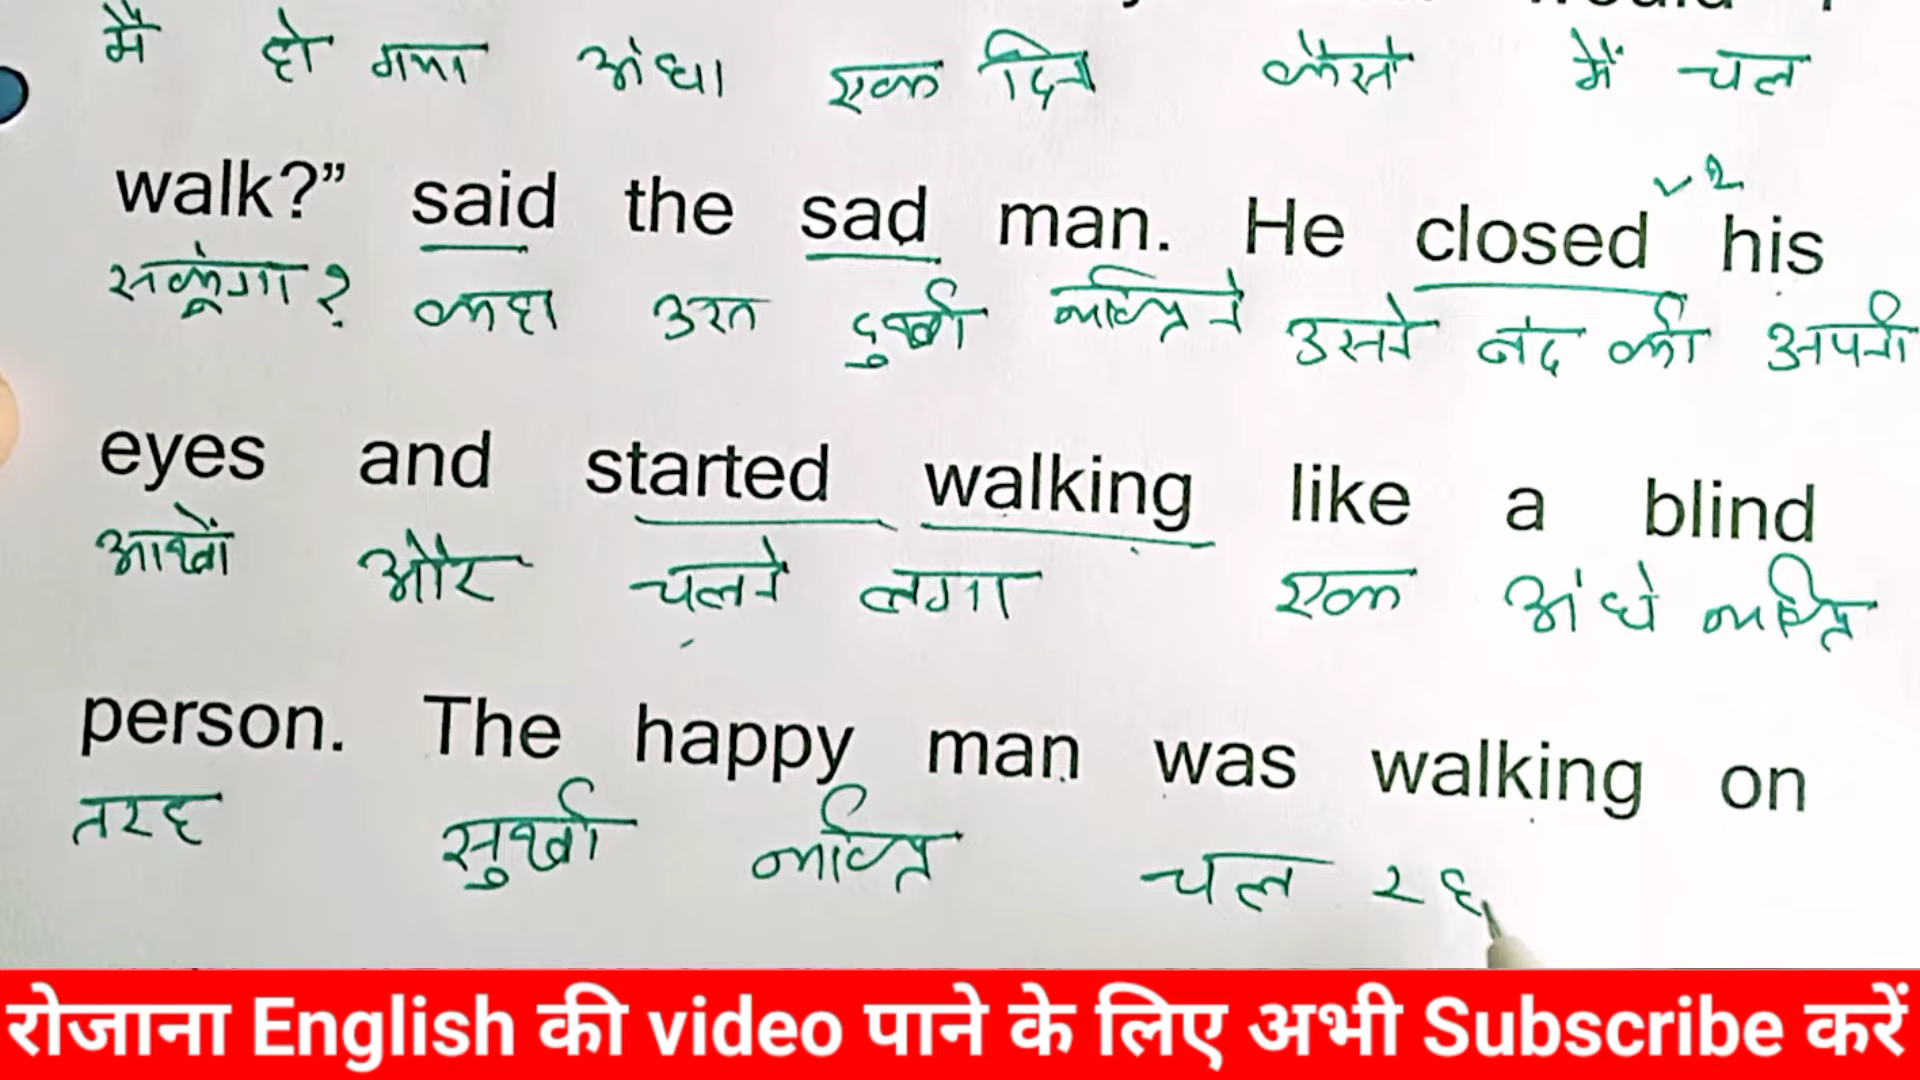 मैं हो गया अंधा एक दिन कैसे मैं चल
walk?” said the sad man. He closed his
सकूंगा? कहा उस दुखी व्यक्ति ने उसने बंद की अपनी
eyes and started walking like a blind
आखों और चलने लगा एक अंधे व्यक्ति
person. The happy man was walking on
तरह सुखी व्यक्ति चल रह
रोजाना English की video पाने के लिए अभी Subscribe करें